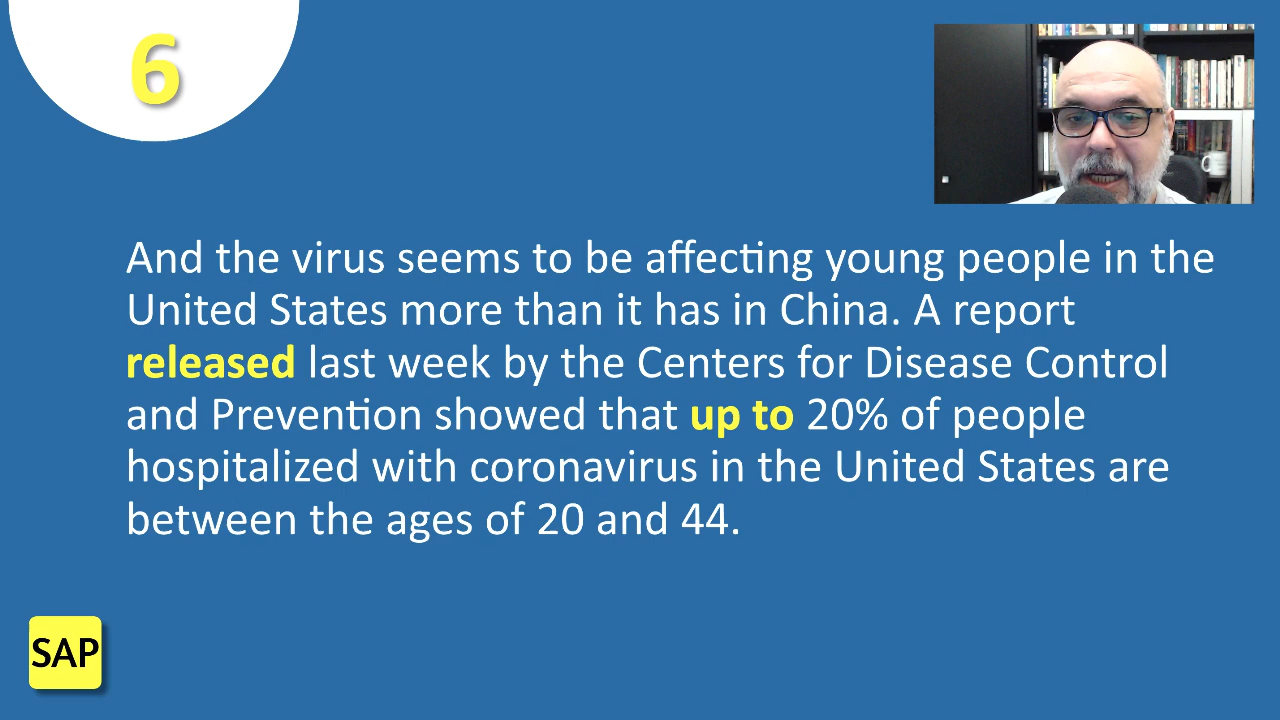 6
And the virus seems to be affecting young people in the
United States more than it has in China. A report
released last week by the Centers for Disease Control
and Prevention showed that up to 20% of people
hospitalized with coronavirus in the United States are
between the ages of 20 and 44.
SAP